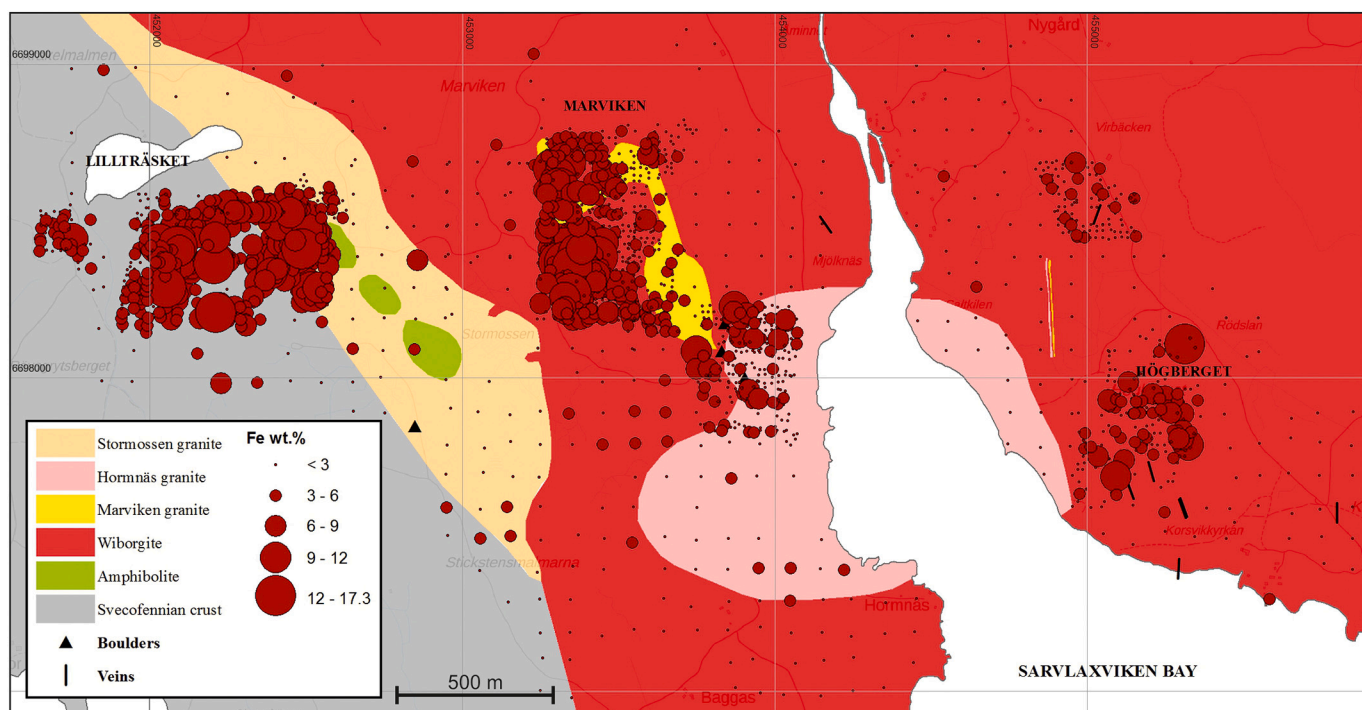 452000
453000
454000
455000
6699000
Nygård
Marviken
MARVIKEN
Virbäcken
LILLTRÄSKET
Mjölknäs
Rödslan
Stormossen
6698000
HÖGBERGET
Korsvikkyrkan
Stickstensmalmarna
Hormnäs
Baggas
SARVLAXVIKEN BAY
500 m
Stormossen granite
Hormnäs granite
Marviken granite
Wiborgite
Amphibolite
Svecofennian crust
Boulders
Veins
Fe wt.%
< 3
3 - 6
6 - 9
9 - 12
12 - 17.3